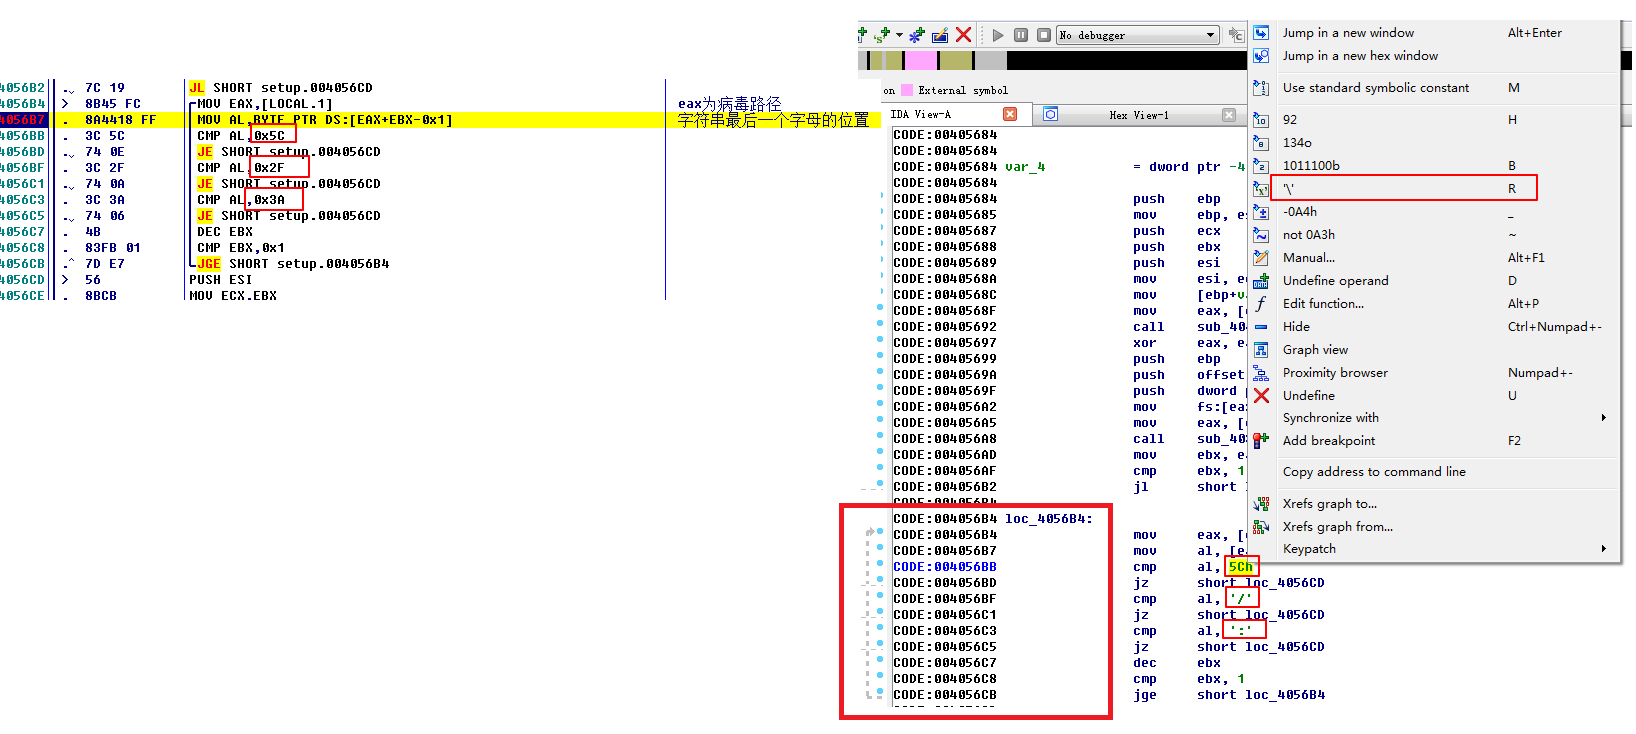 4056B2 . 7C 19 JL SHORT setup.004056CD
4056B4 > 8B45 FC MOV EAX,[LOCAL.1]
4056B7 . 8A4418 FF MOV AL,BYTE PTR DS:[EAX+EBX-0x1]
4056BB . 3C 5C CMP AL,0x5C
4056BD . 74 0E JE SHORT setup.004056CD
4056BF . 3C 2F CMP AL,0x2F
4056C1 . 74 0A JE SHORT setup.004056CD
4056C3 . 3C 3A CMP AL,0x3A
4056C5 . 74 06 JE SHORT setup.004056CD
4056C7 . 4B DEC EBX
4056C8 . 83FB 01 CMP EBX,0x1
4056CB .^ 7D E7 JGE SHORT setup.004056B4
4056CD > 56 PUSH ESI
4056CE . 8BCB MOV ECX,EBX
eax为病毒路径
字符串最后一个字母的位置
No debugger
on External symbol
IDA View-A
Hex View-1
CODE:00405684
CODE:00405684
CODE:00405684 var_4 = dword ptr -4
CODE:00405684
CODE:00405684 push ebp
CODE:00405685 mov ebp, es
CODE:00405687 push ecx
CODE:00405688 push ebx
CODE:00405689 push esi
CODE:0040568A mov esi, e
CODE:0040568C mov [ebp+v
CODE:0040568F mov eax, [
CODE:00405692 call sub_40
CODE:00405697 xor eax, e
CODE:00405699 push ebp
CODE:0040569A push offset
CODE:0040569F push dword p
CODE:004056A2 mov fs:[ea
CODE:004056A5 mov eax, [
CODE:004056A8 call sub_40
CODE:004056AD mov ebx, e
CODE:004056AF cmp ebx, 1
CODE:004056B2 jl short l
CODE:004056B4
CODE:004056B4 loc_4056B4:
CODE:004056B4 mov eax, [
CODE:004056B7 mov al, [e
CODE:004056BB cmp al, 5Ch
CODE:004056BD jz short loc_4056CD
CODE:004056BF cmp al, '/'
CODE:004056C1 jz short loc_4056CD
CODE:004056C3 cmp al, ':'
CODE:004056C5 jz short loc_4056CD
CODE:004056C7 dec ebx
CODE:004056C8 cmp ebx, 1
CODE:004056CB jge short loc_4056B4
Jump in a new window Alt+Enter
Jump in a new hex window
Use standard symbolic constant M
92 H
134o
1011100b B
'\' R
-0A4h _
not 0A3h ~
Manual... Alt+F1
Undefine operand D
Edit function... Alt+P
Hide Ctrl+Numpad+-
Graph view
Proximity browser Numpad+-
Undefine U
Synchronize with
Add breakpoint F2
Copy address to command line
Xrefs graph to...
Xrefs graph from...
Keypatch